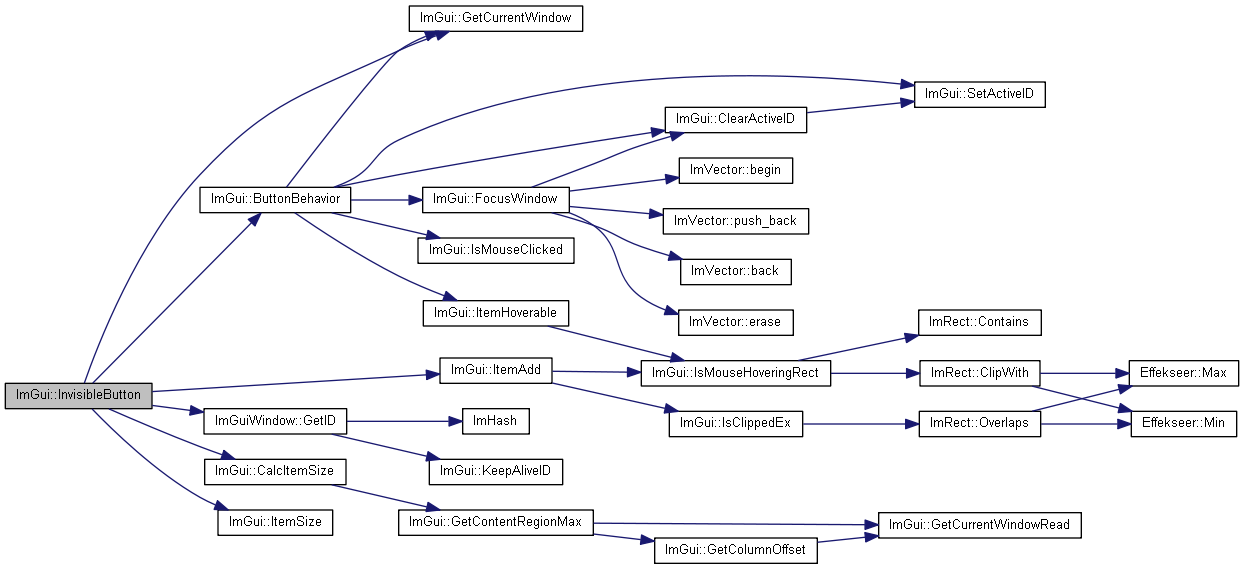 ImGui::GetCurrentWindow
ImGui::SetActiveID
ImGui::ClearActiveID
ImVector::begin
ImGui::ButtonBehavior
ImGui::FocusWindow
ImVector::push_back
ImGui::IsMouseClicked
ImVector::back
ImGui::ItemHoverable
ImVector::erase
ImRect::Contains
ImGui::ItemAdd
ImGui::IsMouseHoveringRect
ImRect::ClipWith
Effekseer::Max
ImGui::InvisibleButton
ImGuiWindow::GetID
ImHash
ImGui::IsClippedEx
ImRect::Overlaps
Effekseer::Min
ImGui::CalcItemSize
ImGui::KeepAliveID
ImGui::ItemSize
ImGui::GetContentRegionMax
ImGui::GetCurrentWindowRead
ImGui::GetColumnOffset